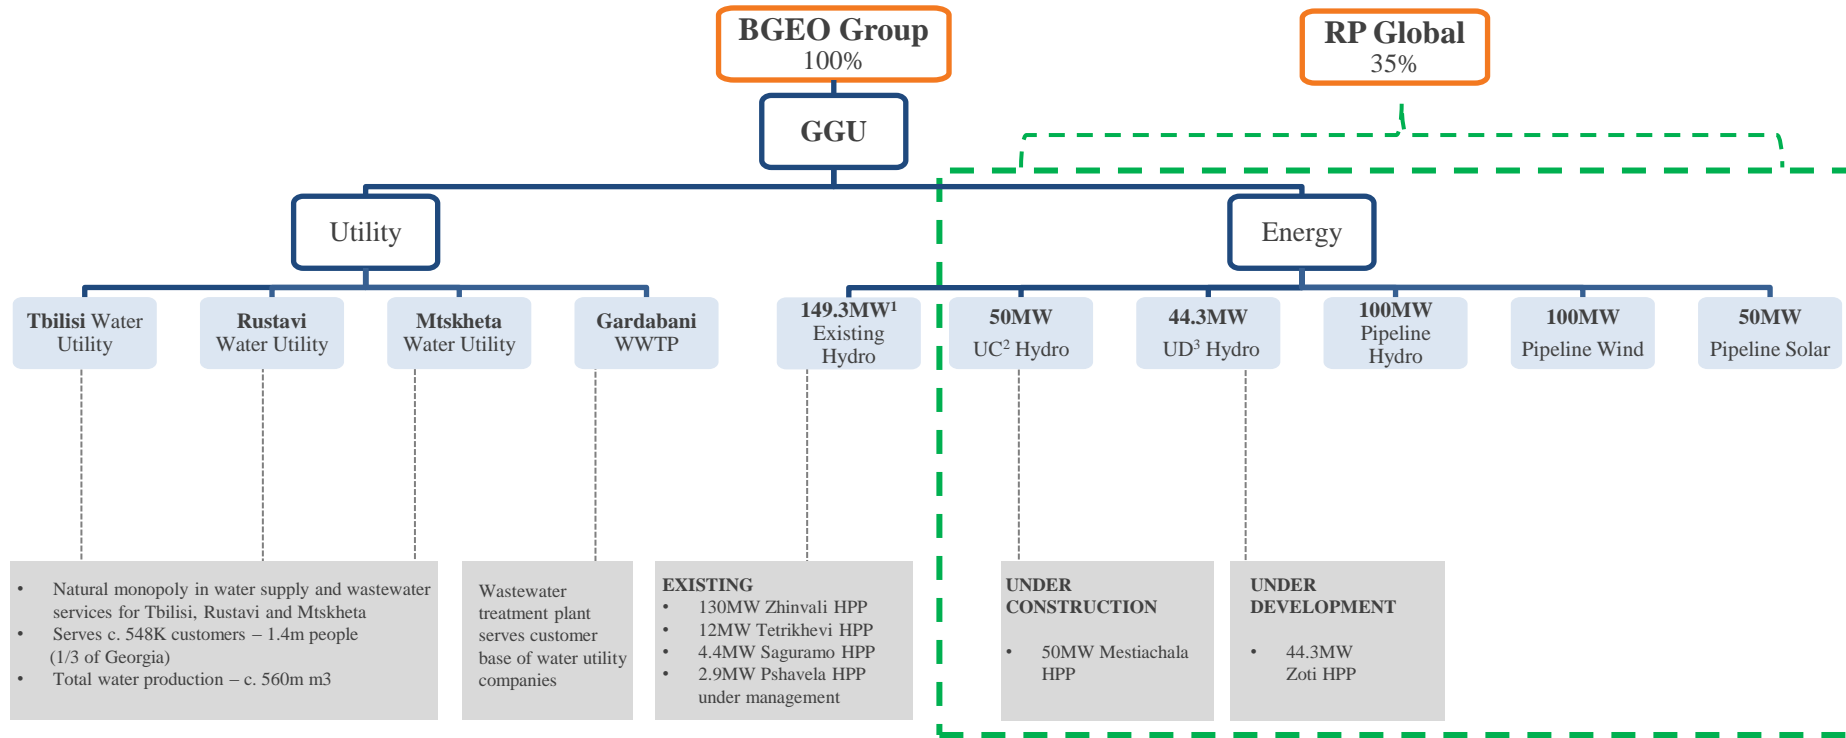 BGEO Group
100%
RP Global
35%
GGU
Utility
Energy
Tbilisi Water
Utility
Rustavi
Water Utility
Mtskheta
Water Utility
Gardabani
WWTP
149.3MW¹
Existing
Hydro
50MW
UC² Hydro
44.3MW
UD³ Hydro
100MW
Pipeline
Hydro
100MW
Pipeline Wind
50MW
Pipeline Solar
• Natural monopoly in water supply and wastewater
services for Tbilisi, Rustavi and Mtskheta
• Serves c. 548K customers – 1.4m people
(1/3 of Georgia)
• Total water production – c. 560m m3
Wastewater
treatment plant
serves customer
base of water utility
companies
EXISTING
• 130MW Zhinvali HPP
• 12MW Tetrikhevi HPP
• 4.4MW Saguramo HPP
• 2.9MW Pshavela HPP
under management
UNDER
CONSTRUCTION
• 50MW Mestiachala
HPP
UNDER
DEVELOPMENT
• 44.3MW
Zoti HPP